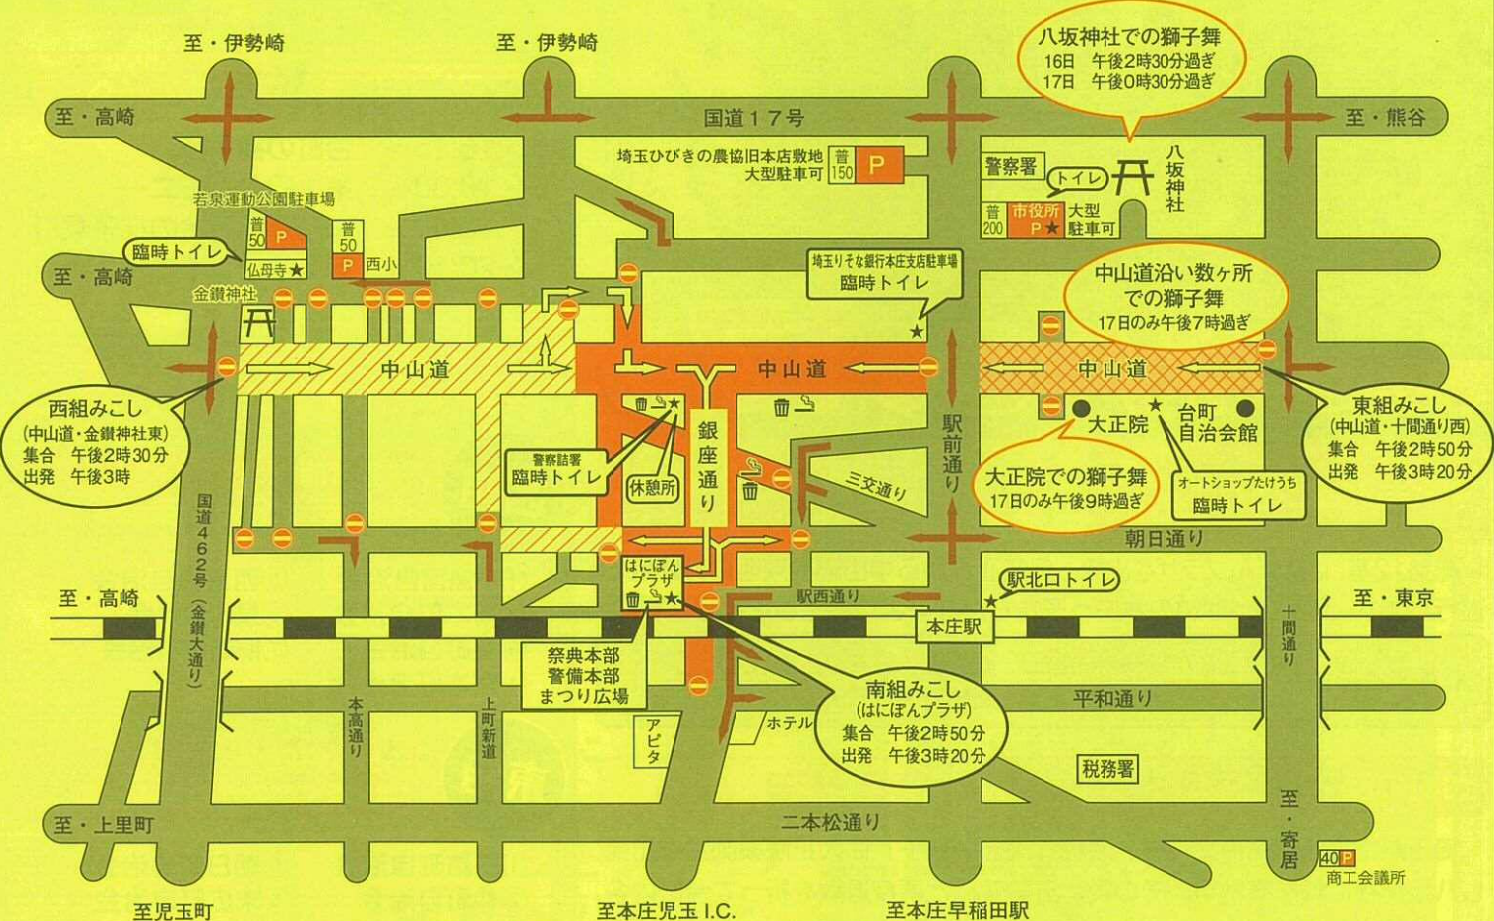 至・伊勢崎
至・伊勢崎
八坂神社での獅子舞
16日 午後2時30分過ぎ
17日 午後0時30分過ぎ
至・高崎
国道17号
至・熊谷
埼玉ひびきの農協旧本店敷地
大型駐車可
普
150
P
警察署
トイレ
八坂神社
若泉運動公園駐車場
普
50
P
普
50
P
西小
普
200
市役所
P★
大型
駐車可
臨時トイレ
仏母寺★
至・高崎
金鑚神社
埼玉りそな銀行本庄支店駐車場
臨時トイレ
★
中山道沿い数ヶ所
での獅子舞
17日のみ午後7時過ぎ
中山道
中山道
中山道
西組みこし
(中山道・金鑚神社東)
集合 午後2時30分
出発 午後3時
★
銀座通り
駅前通り
大正院
★
台町
自治会館
東組みこし
(中山道・十間通り西)
集合 午後2時50分
出発 午後3時20分
警察詰署
臨時トイレ
休憩所
三交通り
大正院での獅子舞
17日のみ午後9時過ぎ
オートショップたけうち
臨時トイレ
国道462号(金鑚大通り)
朝日通り
はにぽん
プラザ
★
駅西通り
★
駅北口トイレ
至・高崎
至・東京
本庄駅
十間通り
祭典本部
警備本部
まつり広場
南組みこし
(はにぽんプラザ)
集合 午後2時50分
出発 午後3時20分
平和通り
本高通り
上町新道
アピタ
ホテル
税務署
至・上里町
二本松通り
至・寄居
40
P
商工会議所
至児玉町
至本庄児玉 I.C.
至本庄早稲田駅